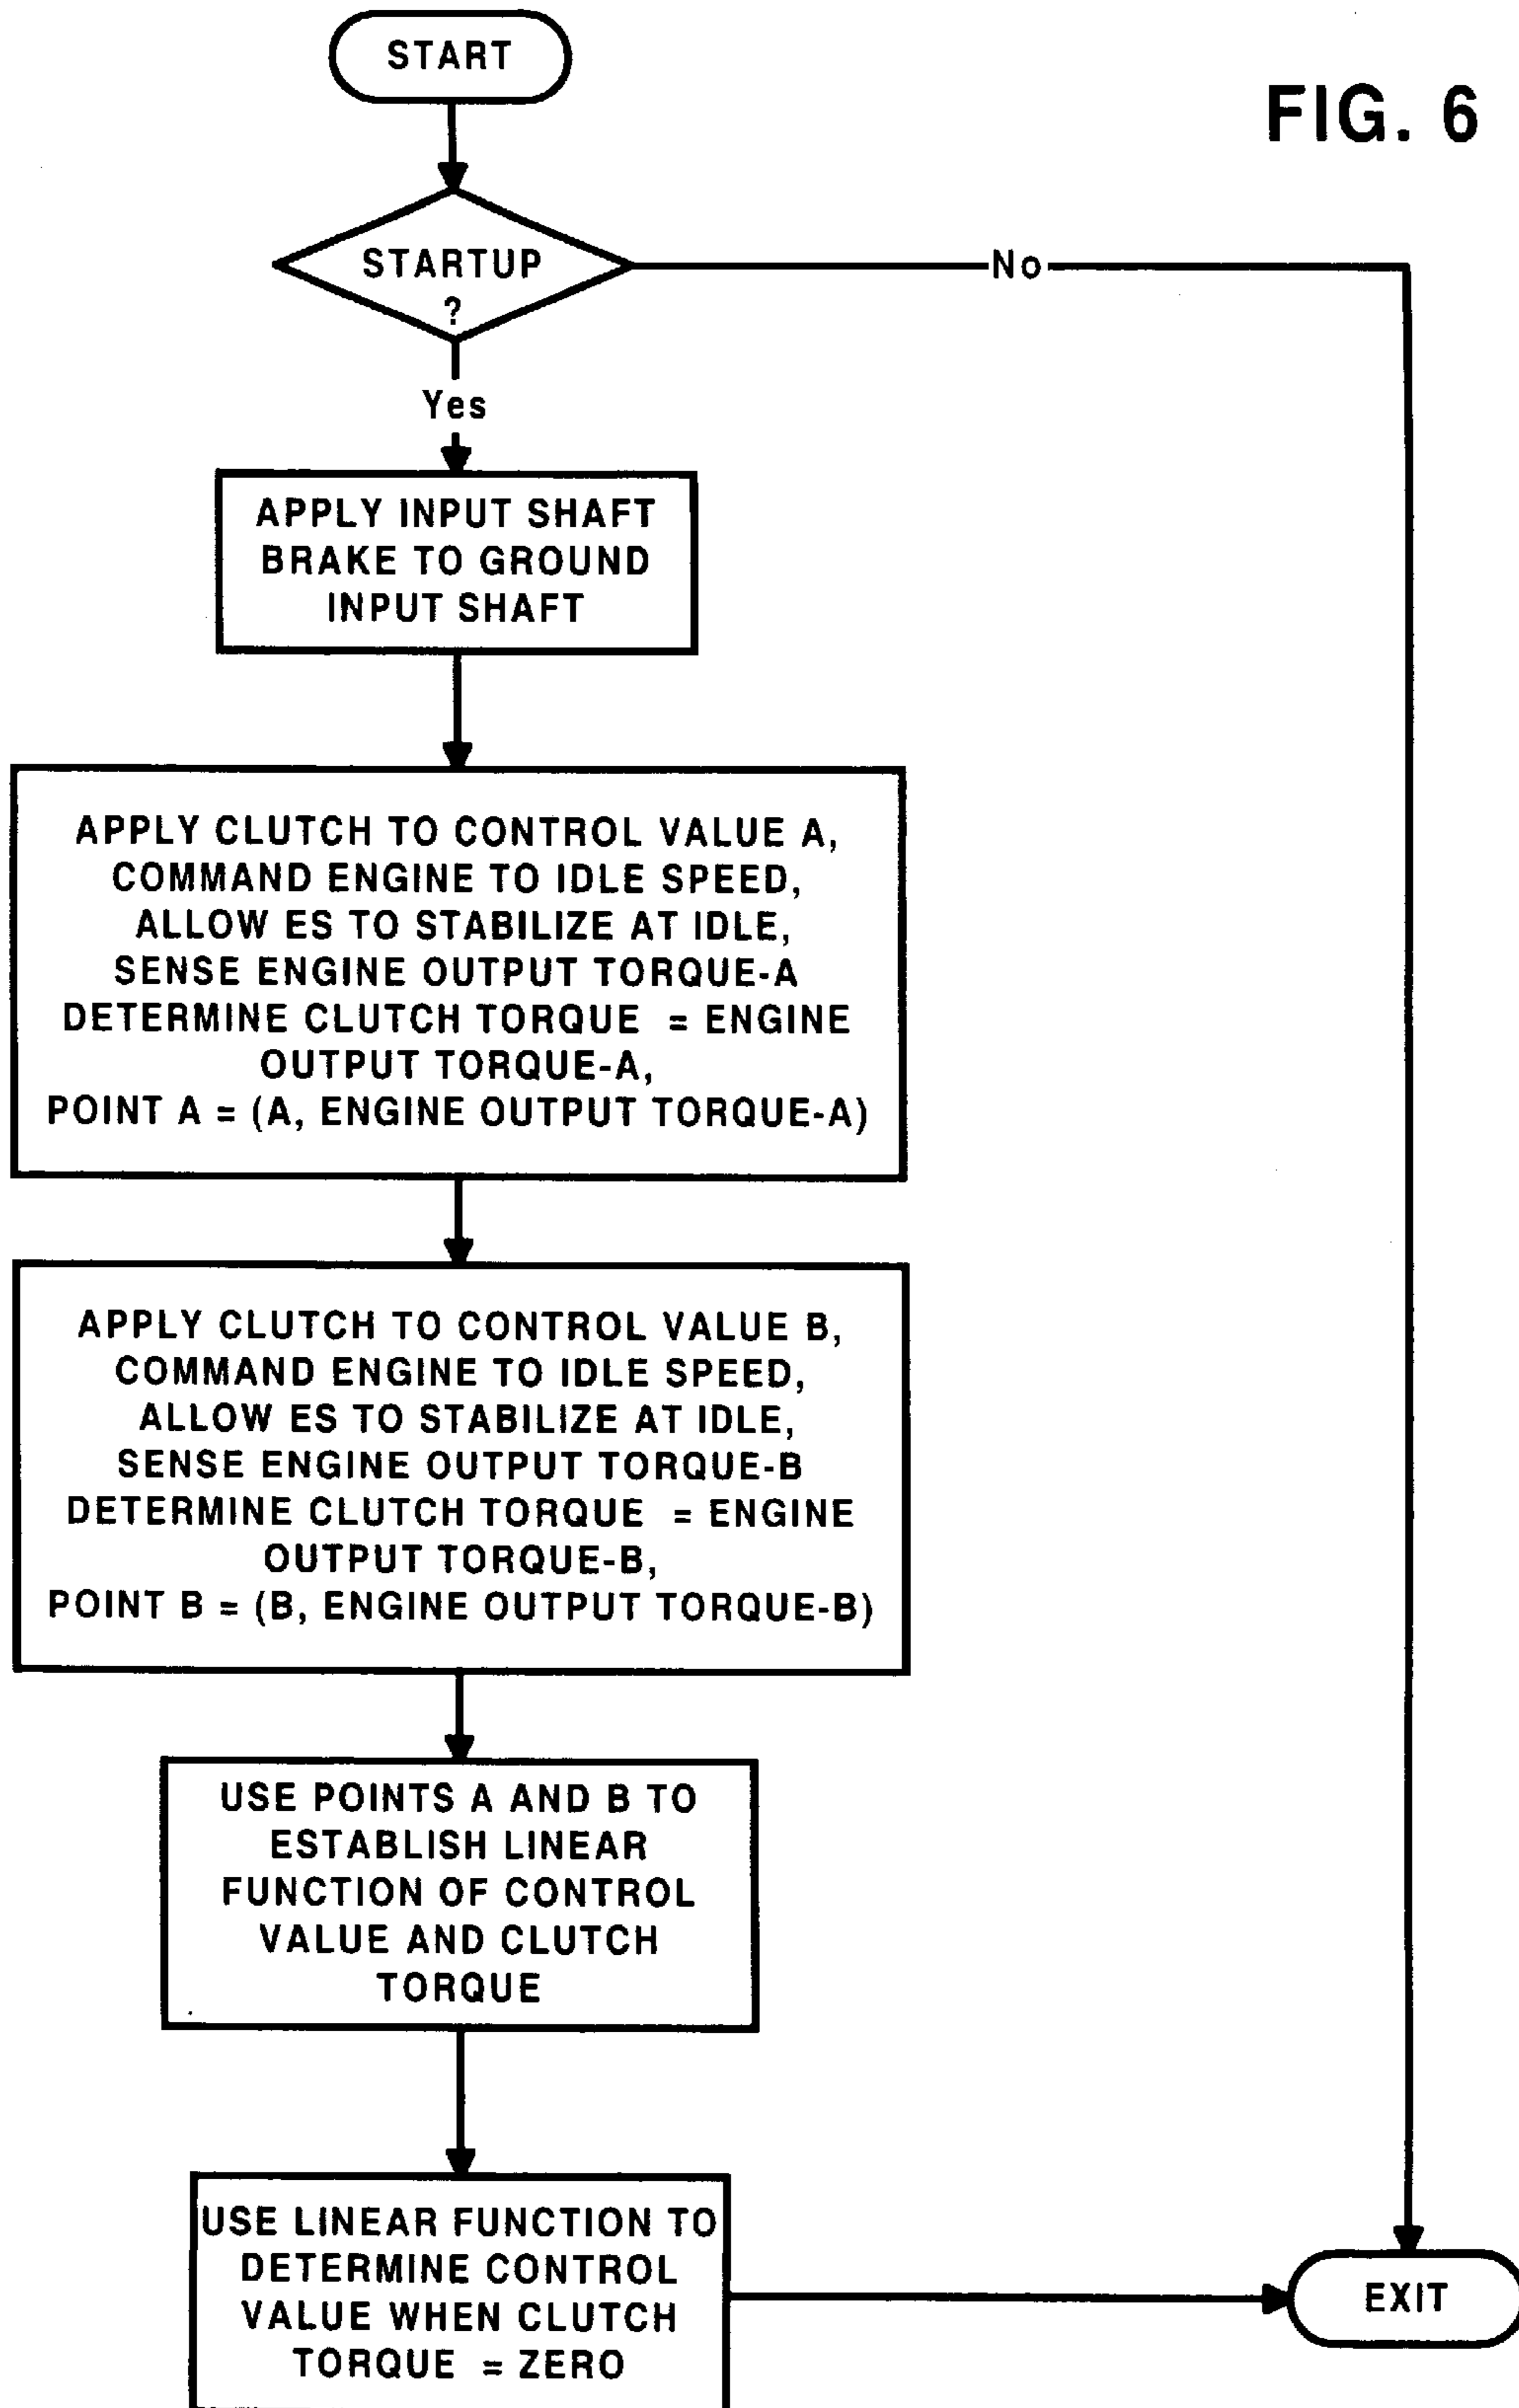 START
FIG. 6
STARTUP
?
No
Yes
APPLY INPUT SHAFT
BRAKE TO GROUND
INPUT SHAFT
APPLY CLUTCH TO CONTROL VALUE A,
COMMAND ENGINE TO IDLE SPEED,
ALLOW ES TO STABILIZE AT IDLE,
SENSE ENGINE OUTPUT TORQUE-A
DETERMINE CLUTCH TORQUE = ENGINE
OUTPUT TORQUE-A,
POINT A = (A, ENGINE OUTPUT TORQUE-A)
APPLY CLUTCH TO CONTROL VALUE B,
COMMAND ENGINE TO IDLE SPEED,
ALLOW ES TO STABILIZE AT IDLE,
SENSE ENGINE OUTPUT TORQUE-B
DETERMINE CLUTCH TORQUE = ENGINE
OUTPUT TORQUE-B,
POINT B = (B, ENGINE OUTPUT TORQUE-B)
USE POINTS A AND B TO
ESTABLISH LINEAR
FUNCTION OF CONTROL
VALUE AND CLUTCH
TORQUE
USE LINEAR FUNCTION TO
DETERMINE CONTROL
VALUE WHEN CLUTCH
TORQUE = ZERO
EXIT